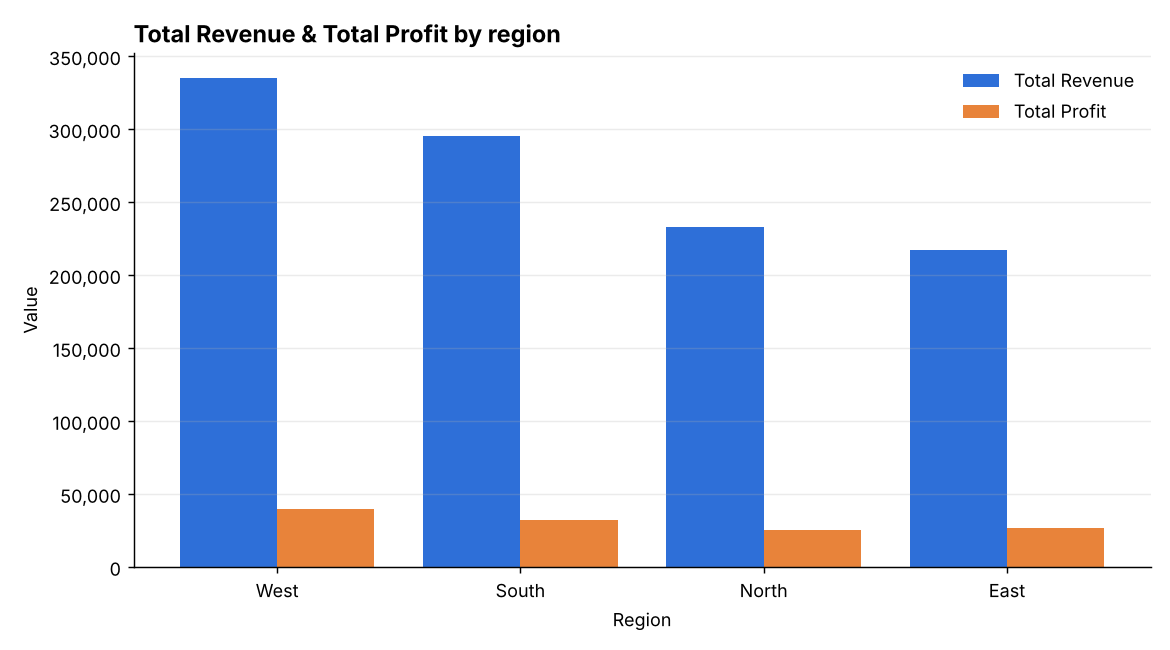 Total Revenue & Total Profit by region
350,000
300,000
250,000
200,000
150,000
100,000
50,000
0
Value
Total Revenue
Total Profit
West
South
North
East
Region